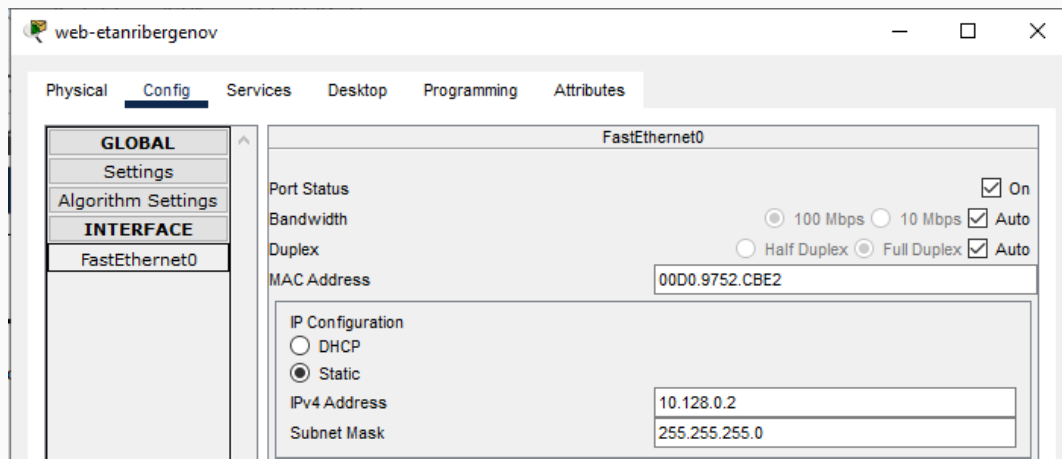 web-etanribergenov
Physical Config Services Desktop Programming Attributes
GLOBAL
Settings
Algorithm Settings
INTERFACE
FastEthernet0
FastEthernet0
Port Status On
Bandwidth 100 Mbps 10 Mbps Auto
Duplex Half Duplex Full Duplex Auto
MAC Address 00D0.9752.CBE2
IP Configuration
DHCP
Static
IPv4 Address 10.128.0.2
Subnet Mask 255.255.255.0